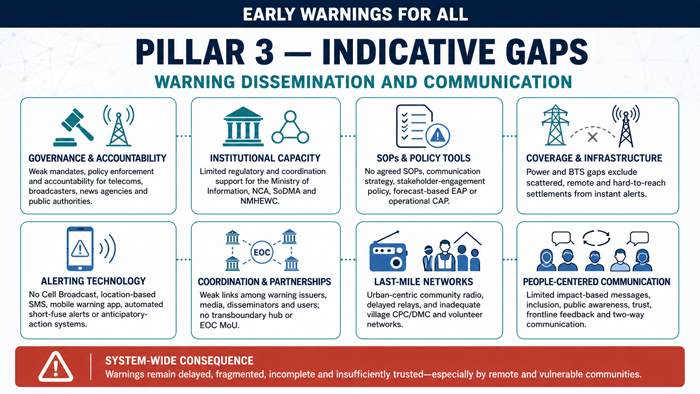 EARLY WARNINGS FOR ALL
PILLAR 3 — INDICATIVE GAPS
WARNING DISSEMINATION AND COMMUNICATION
GOVERNANCE & ACCOUNTABILITY
Weak mandates, policy enforcement
and accountability for telecoms,
broadcasters, news agencies and
public authorities.
INSTITUTIONAL CAPACITY
Limited regulatory and coordination
support for the Ministry of
Information, NCA, SoDMA and
NMHEWC.
SOPs & POLICY TOOLS
No agreed SOPs, communication
strategy, stakeholder-engagement
policy, forecast-based EAP or
operational CAP.
COVERAGE & INFRASTRUCTURE
Power and BTS gaps exclude
scattered, remote and hard-to-reach
settlements from instant alerts.
ALERTING TECHNOLOGY
No Cell Broadcast, location-based
SMS, mobile warning app, automated
short-fuse alerts or anticipatory-
action systems.
EOC
COORDINATION & PARTNERSHIPS
Weak links among warning issuers,
media, disseminators and users;
no transboundary hub or
EOC MoU.
LAST-MILE NETWORKS
Urban-centric community radio,
delayed relays, and inadequate
village CPC/DMC and volunteer
networks.
PEOPLE-CENTERED COMMUNICATION
Limited impact-based messages,
inclusion, public awareness, trust,
frontline feedback and two-way
communication.
SYSTEM-WIDE CONSEQUENCE
Warnings remain delayed, fragmented, incomplete and insufficiently trusted—especially by remote and vulnerable communities.